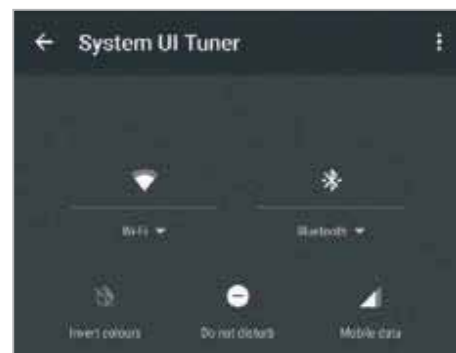 System UI Tuner
Wi-Fi Bluetooth
Invert colours Do not disturb Mobile data